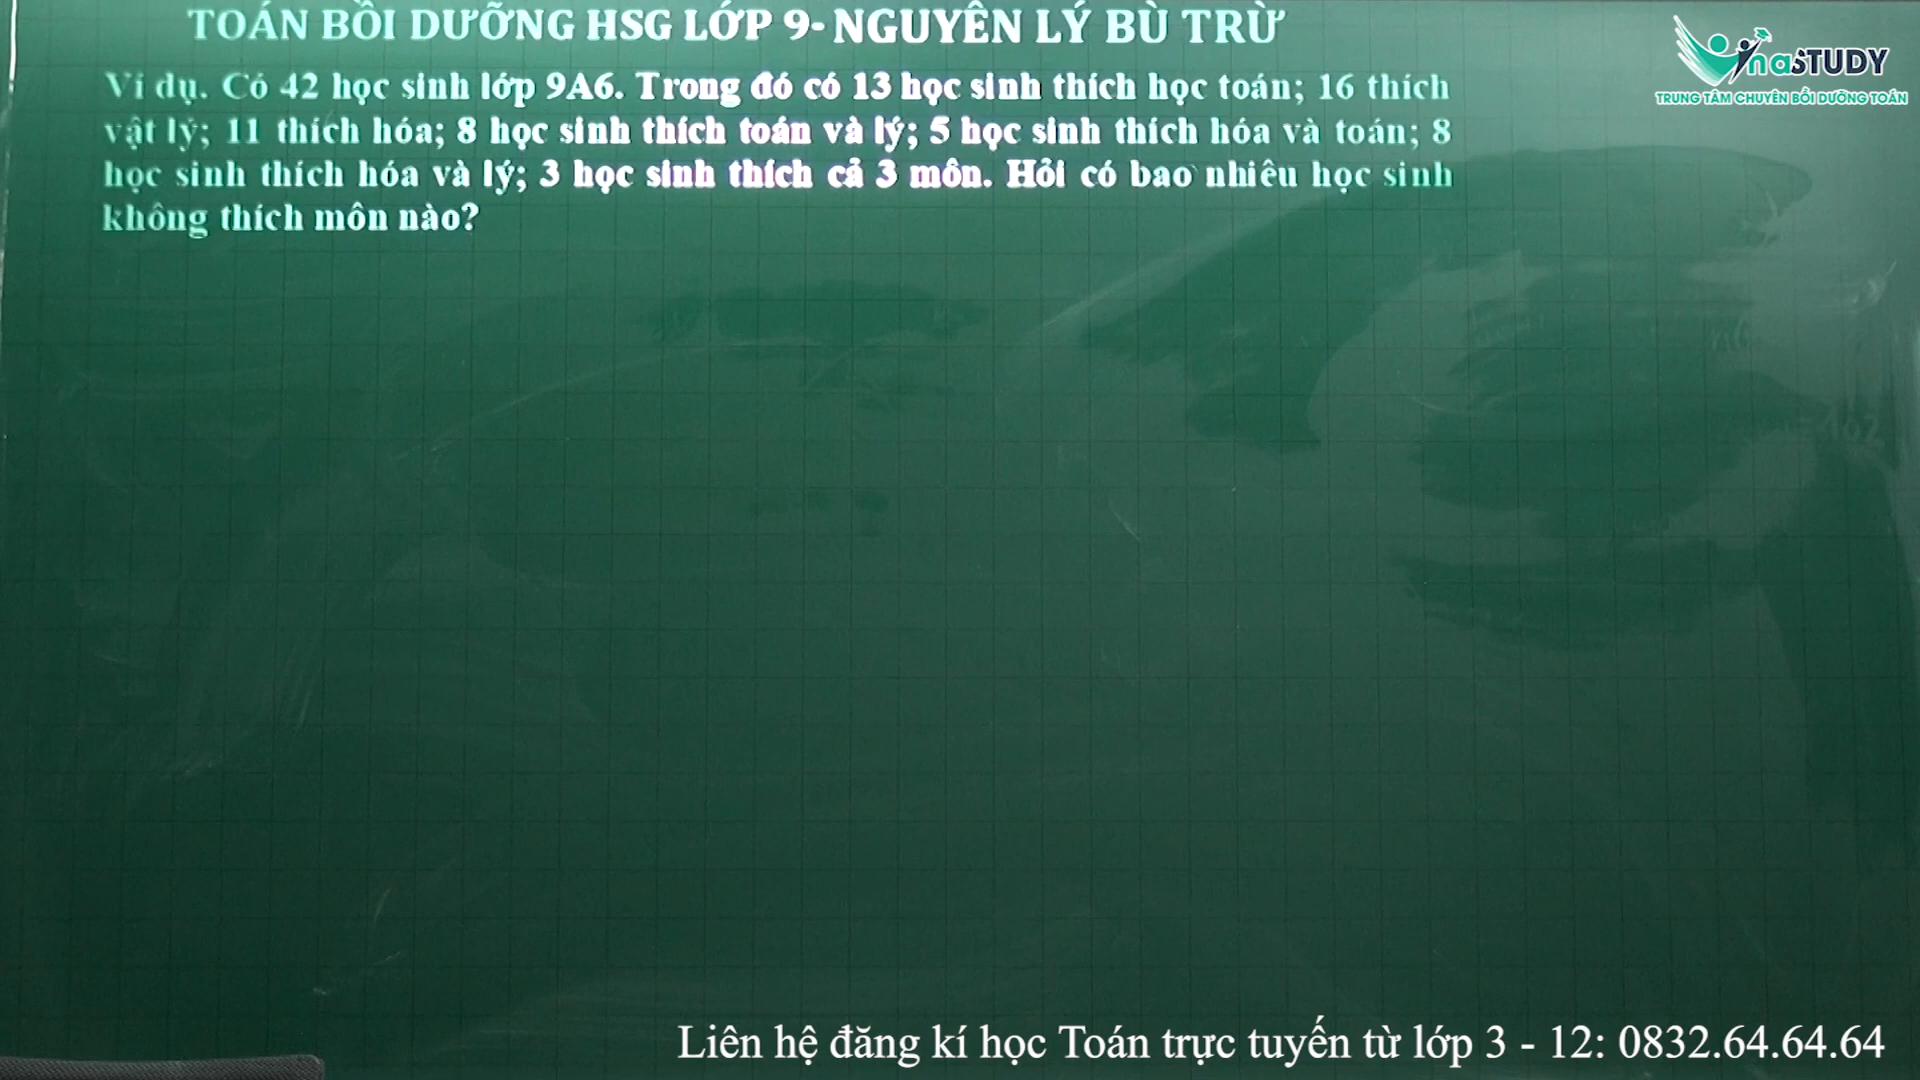 TOÁN BỒI DƯỠNG HSG LỚP 9- NGUYÊN LÝ BÙ TRỪ
Ví dụ. Có 42 học sinh lớp 9A6. Trong đó có 13 học sinh thích học toán; 16 thích
vật lý; 11 thích hóa; 8 học sinh thích toán và lý; 5 học sinh thích hóa và toán; 8
học sinh thích hóa và lý; 3 học sinh thích cả 3 môn. Hỏi có bao nhiêu học sinh
không thích môn nào?
inaSTUDY
TRUNG TÂM CHUYÊN BỒI DƯỠNG TOÁN
Liên hệ đăng kí học Toán trực tuyến từ lớp 3 - 12: 0832.64.64.64